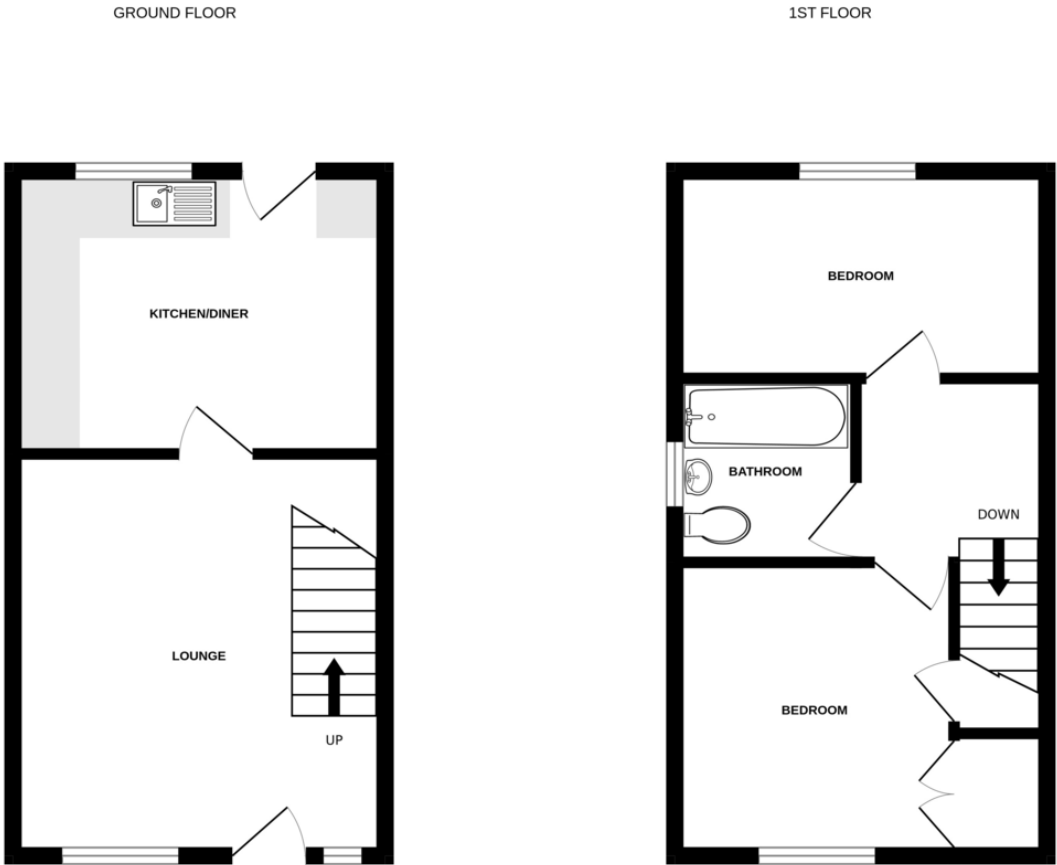 GROUND FLOOR
1ST FLOOR
KITCHEN/DINER
LOUNGE
UP
BEDROOM
BATHROOM
DOWN
BEDROOM